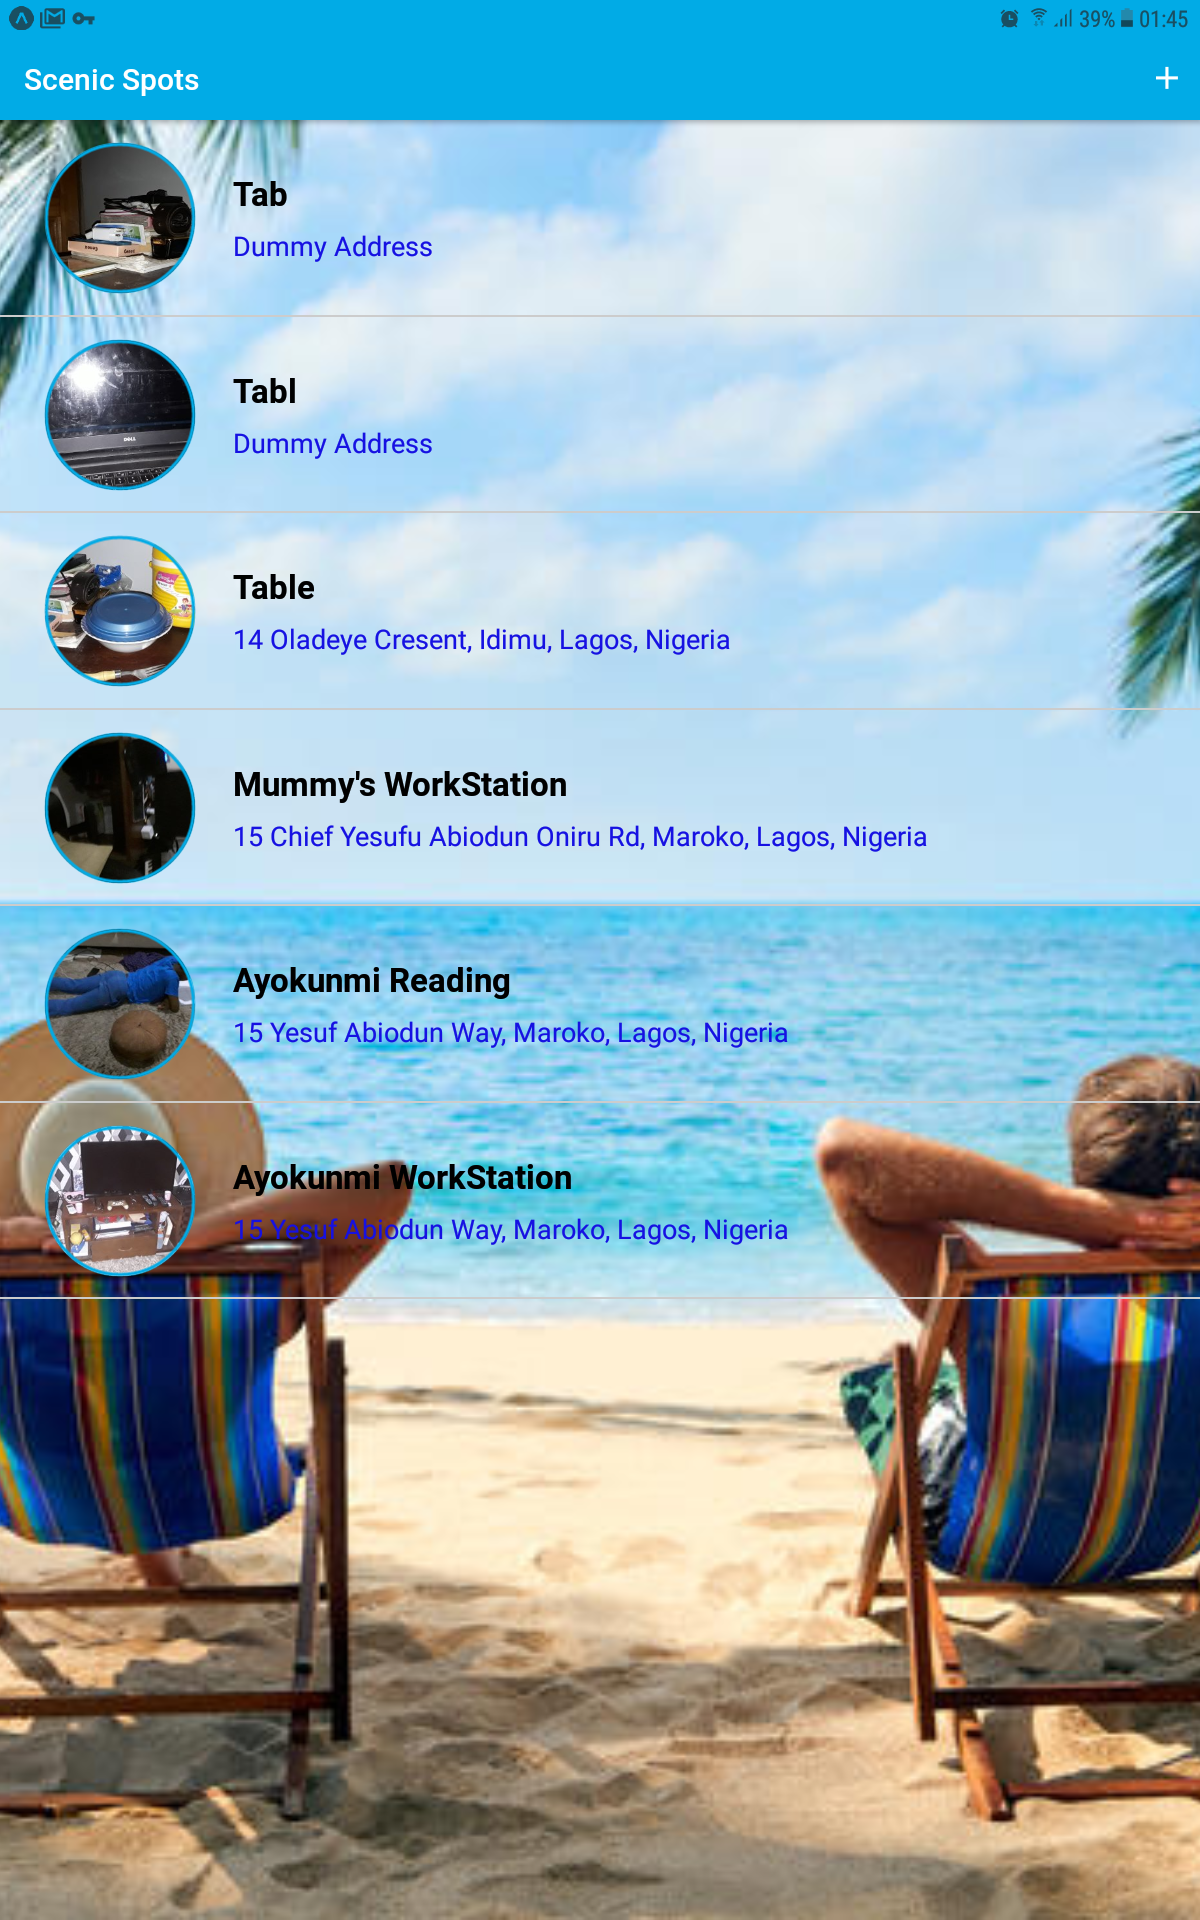 39% 01:45
Scenic Spots
Tab
Dummy Address
Tabl
Dummy Address
DELL
Table
14 Oladeye Cresent, Idimu, Lagos, Nigeria
Mummy's WorkStation
15 Chief Yesufu Abiodun Oniru Rd, Maroko, Lagos, Nigeria
Ayokunmi Reading
15 Yesuf Abiodun Way, Maroko, Lagos, Nigeria
Ayokunmi WorkStation
15 Yesuf Abiodun Way, Maroko, Lagos, Nigeria